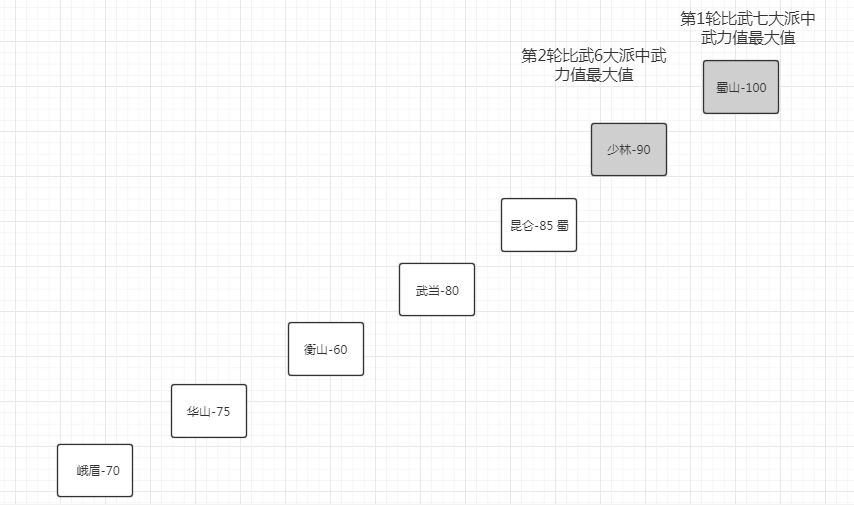 第1轮比武七大派中
武力值最大值
第2轮比武6大派中武
力值最大值
蜀山-100
少林-90
昆仑-85 蜀
武当-80
衡山-60
华山-75
峨眉-70